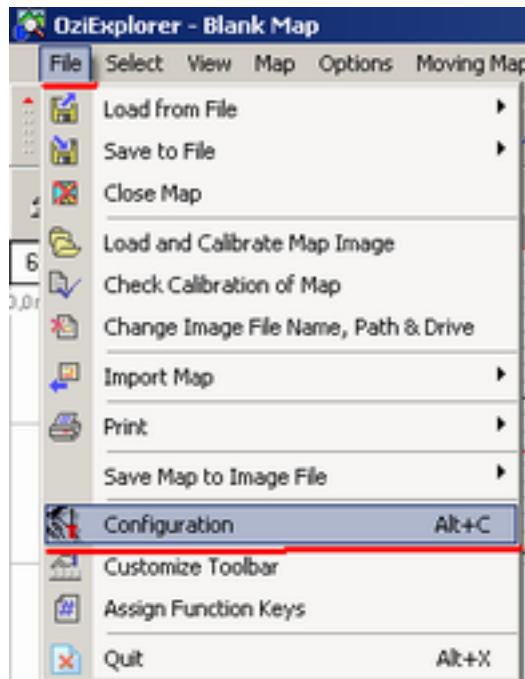 OziExplorer - Blank Map
File Select View Map Options Moving Map
Load from File
Save to File
Close Map
Load and Calibrate Map Image
Check Calibration of Map
Change Image File Name, Path & Drive
Import Map
Print
Save Map to Image File
Configuration Alt+C
Customize Toolbar
Assign Function Keys
Quit Alt+X